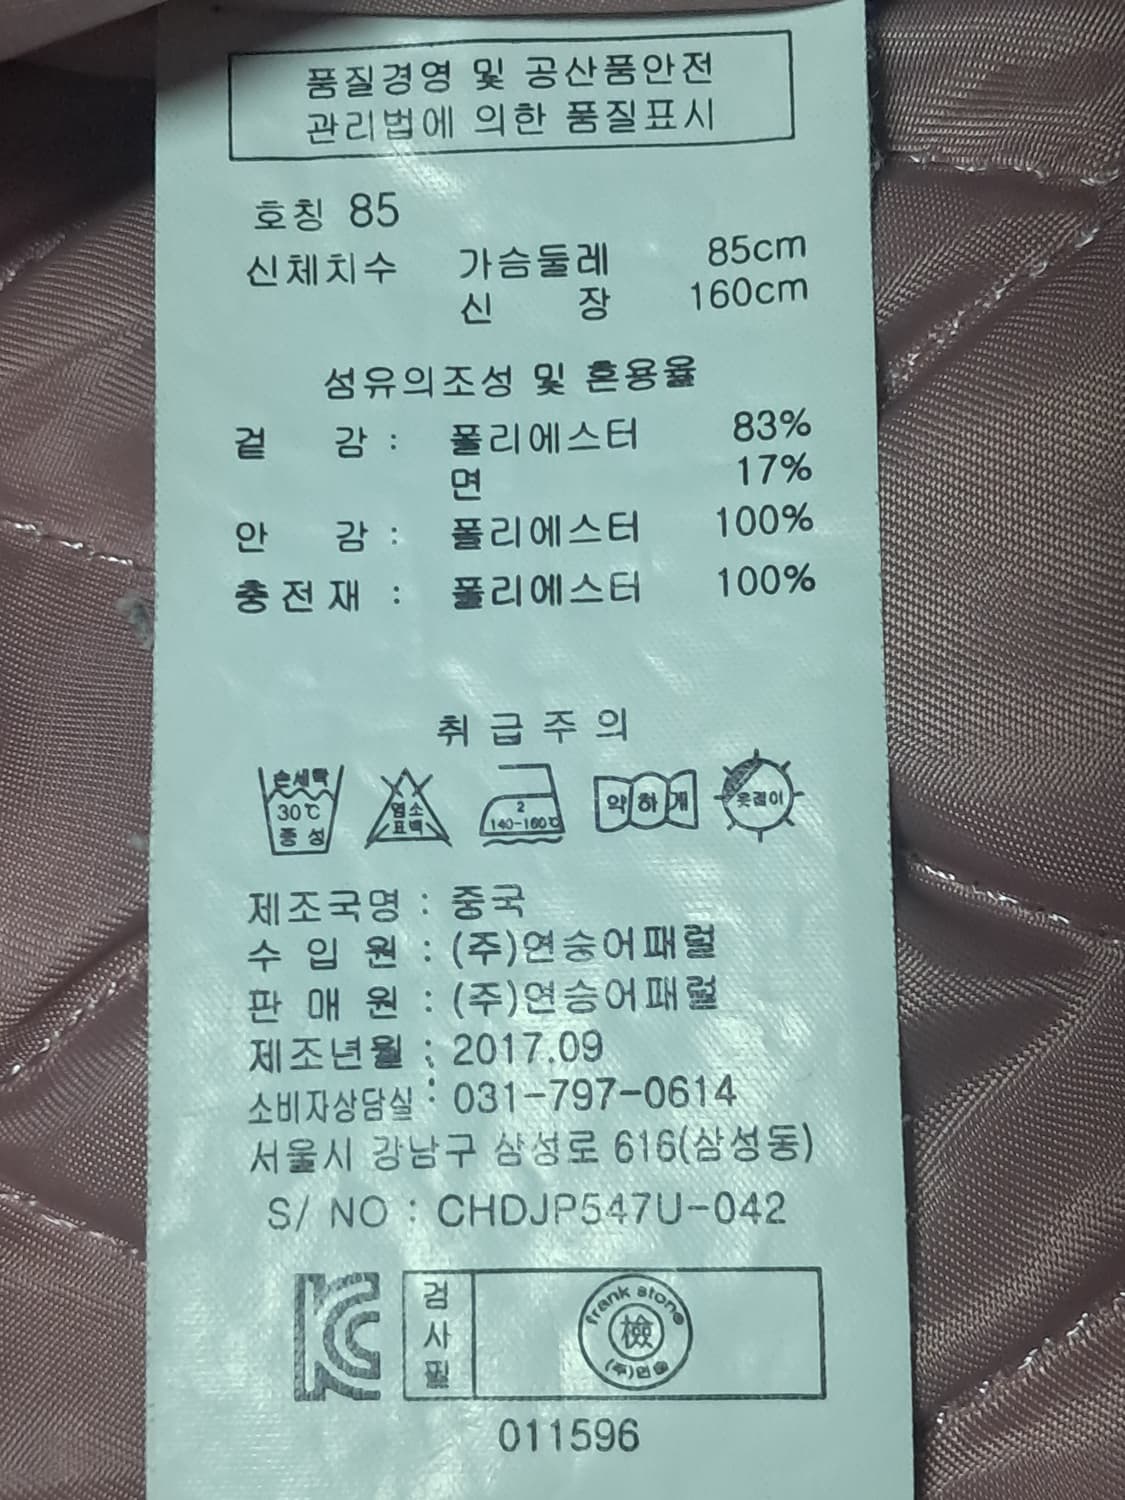 품질경영 및 공산품안전
관리법에 의한 품질표시
호칭 85
신체치수 가슴둘레 85cm
신 장 160cm
섬유의조성 및 혼용율
겉 감 : 폴리에스터 83%
면 17%
안 감 : 폴리에스터 100%
충전재 : 폴리에스터 100%
취급주의
손세탁 30℃ 중성
염소 표백
2 140-160℃
약하게
옷걸이
제조국명 : 중국
수 입 원 : (주)연승어패럴
판 매 원 : (주)연승어패럴
제조년월 : 2017.09
소비자상담실 : 031-797-0614
서울시 강남구 삼성로 616(삼성동)
S/ NO : CHDJP547U-042
검사필
frank stone
檢
(주)연승
011596